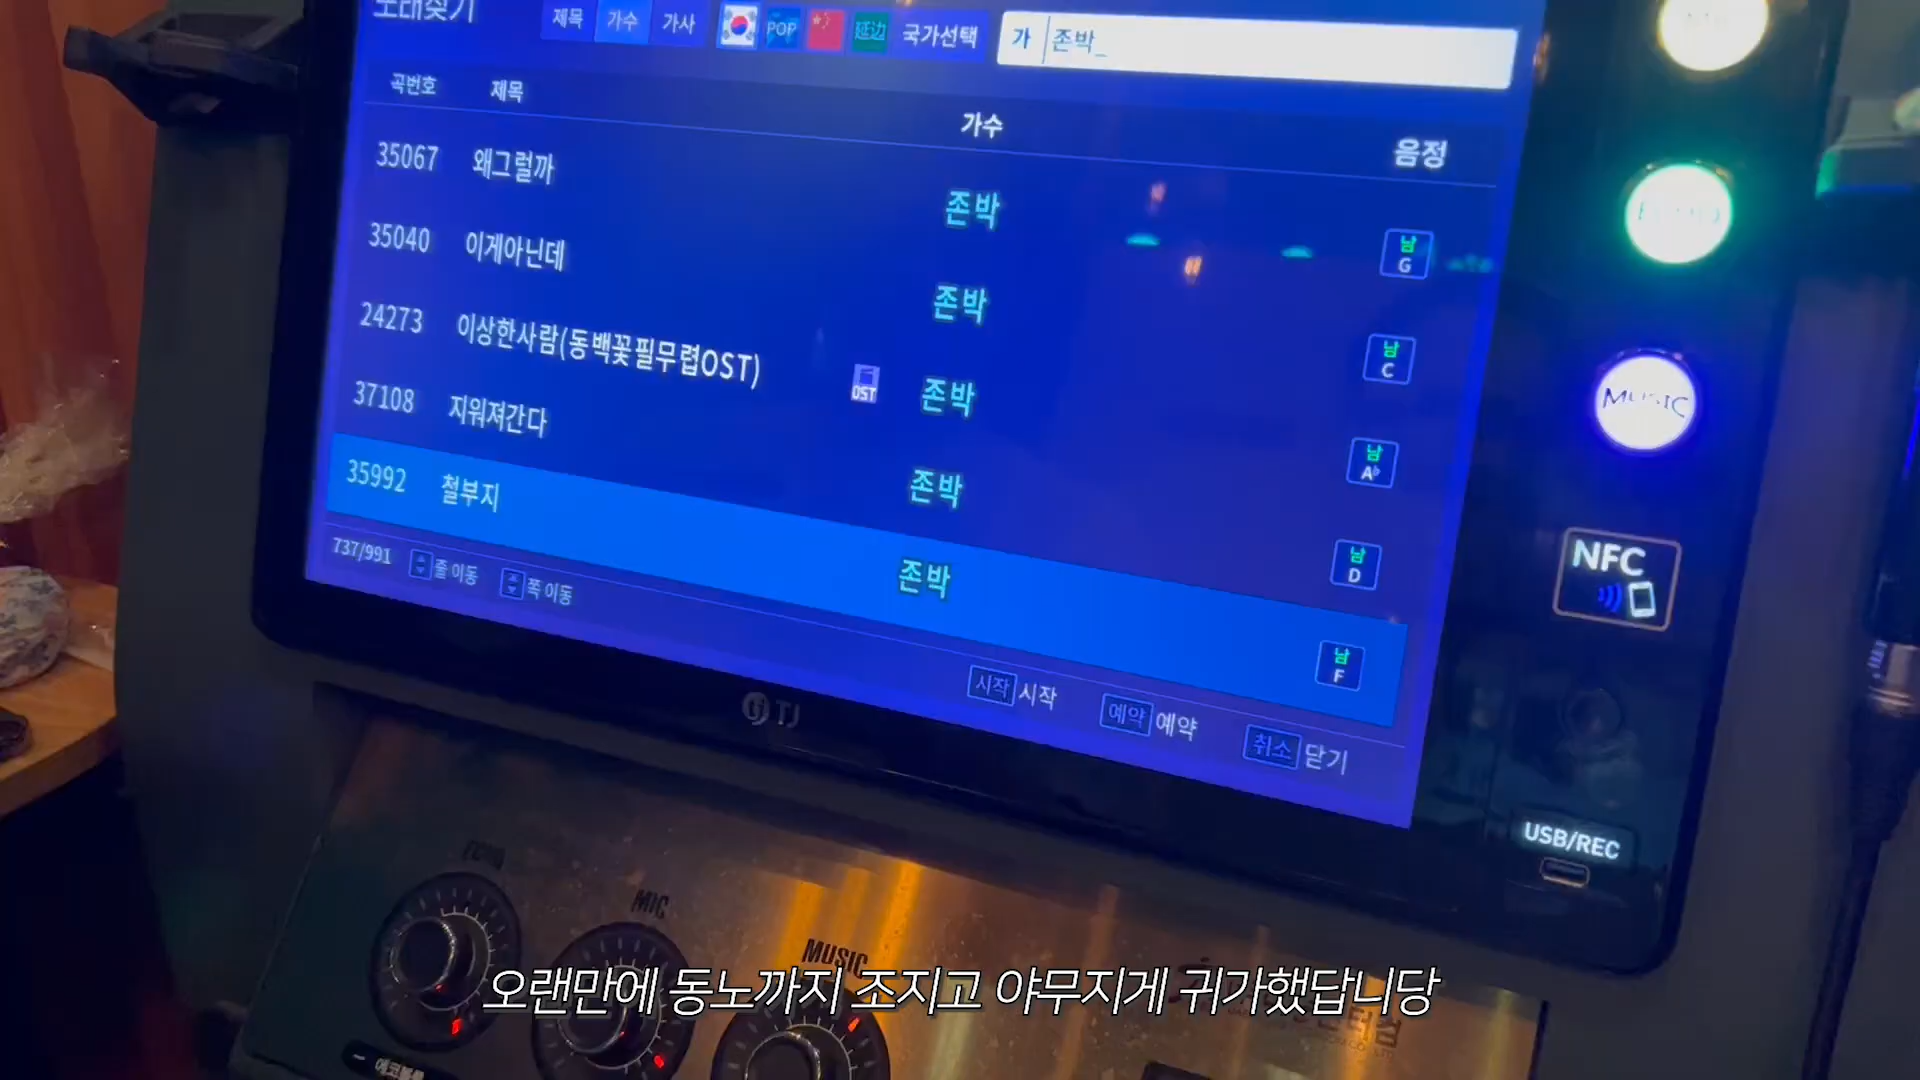 노래찾기 제목 가수 가사 POP 延边 국가선택 가 존박_
곡번호 제목 가수 음정
35067 왜그럴까 존박 남 G
35040 이게아닌데 존박 남 C
24273 이상한사람(동백꽃필무렵OST) OST 존박 남 A♭
37108 지워져간다 존박 남 D
35992 철부지 존박 남 F
737/991 줄 이동 쪽 이동
시작 시작 예약 예약 취소 닫기
TJ
MUSIC
NFC
USB/REC
ECHO
MIC
MUSIC
오랜만에 동노까지 조지고 야무지게 귀가했답니당